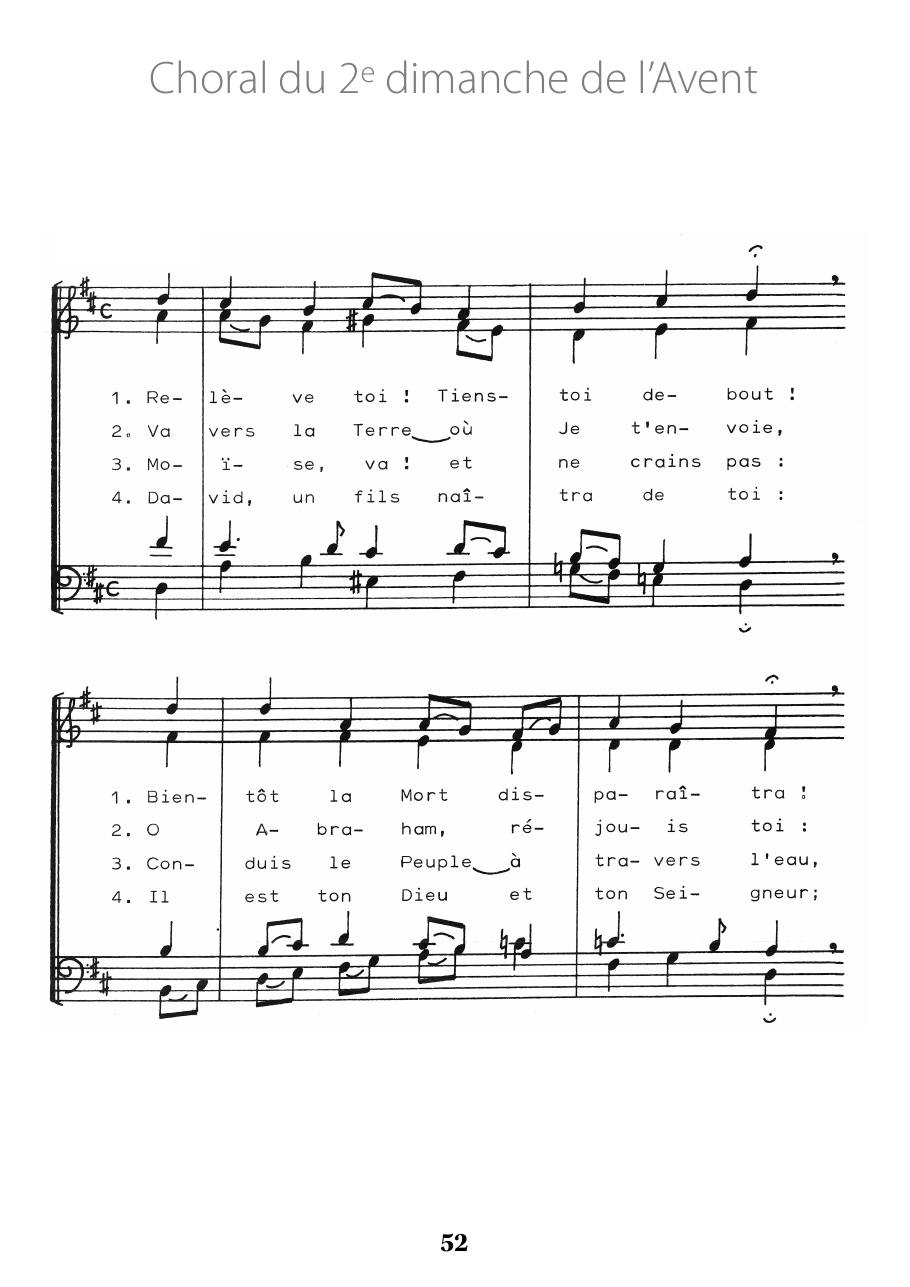 Choral du 2e dimanche de l'Avent
1. Re- lè- ve toi ! Tiens- toi de- bout !
2. Va vers la Terre où Je t'en- voie,
3. Mo- ï- se, va ! et ne crains pas :
4. Da- vid, un fils naî- tra de toi :
1. Bien- tôt la Mort dis- pa- raî- tra !
2. O A- bra- ham, ré- jou- is toi :
3. Con- duis le Peuple à tra- vers l'eau,
4. Il est ton Dieu et ton Sei- gneur;
52